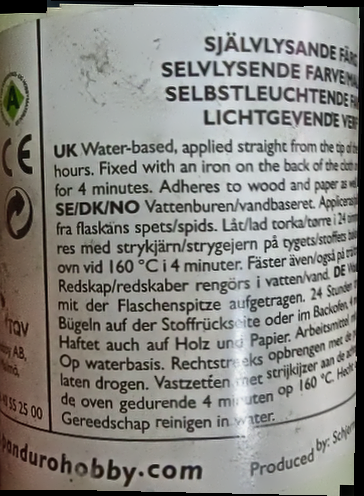 SJÄLVLYSANDE
SELVLYSENDE FARVE
SELBSTLEUCHTENDE
LICHTGEVENDE
UK Water-based, applied straight from the tip of the
hours. Fixed with an iron on the back of the cloth
for 4 minutes. Adheres to wood and paper as
SE/DK/NO Vattenburen/vandbaseret.
fra flaskans spets/spids. Låt/lad torka/tørre i 24
res med strykjärn/strygejern på tygets/stoffets
ovn vid 160 °C i 4 minuter. Fäster även/også på
Redskap/redskaber rengörs i vatten/vand. DE
mit der Flaschenspitze aufgetragen. 24 Stunden
Bügeln auf der Stoffrückseite oder im Backofen,
Haftet auch auf Holz und Papier. Arbeitsmittel
Op waterbasis. Rechtstreeks opbrengen met de
laten drogen. Vastzetten met strijkijzer aan de
de oven gedurende 4 minuten op 160 °C.
Gereedschap reinigen in water.
TQV
AB,
55 25 00
pandurohobby.com
Produced by: